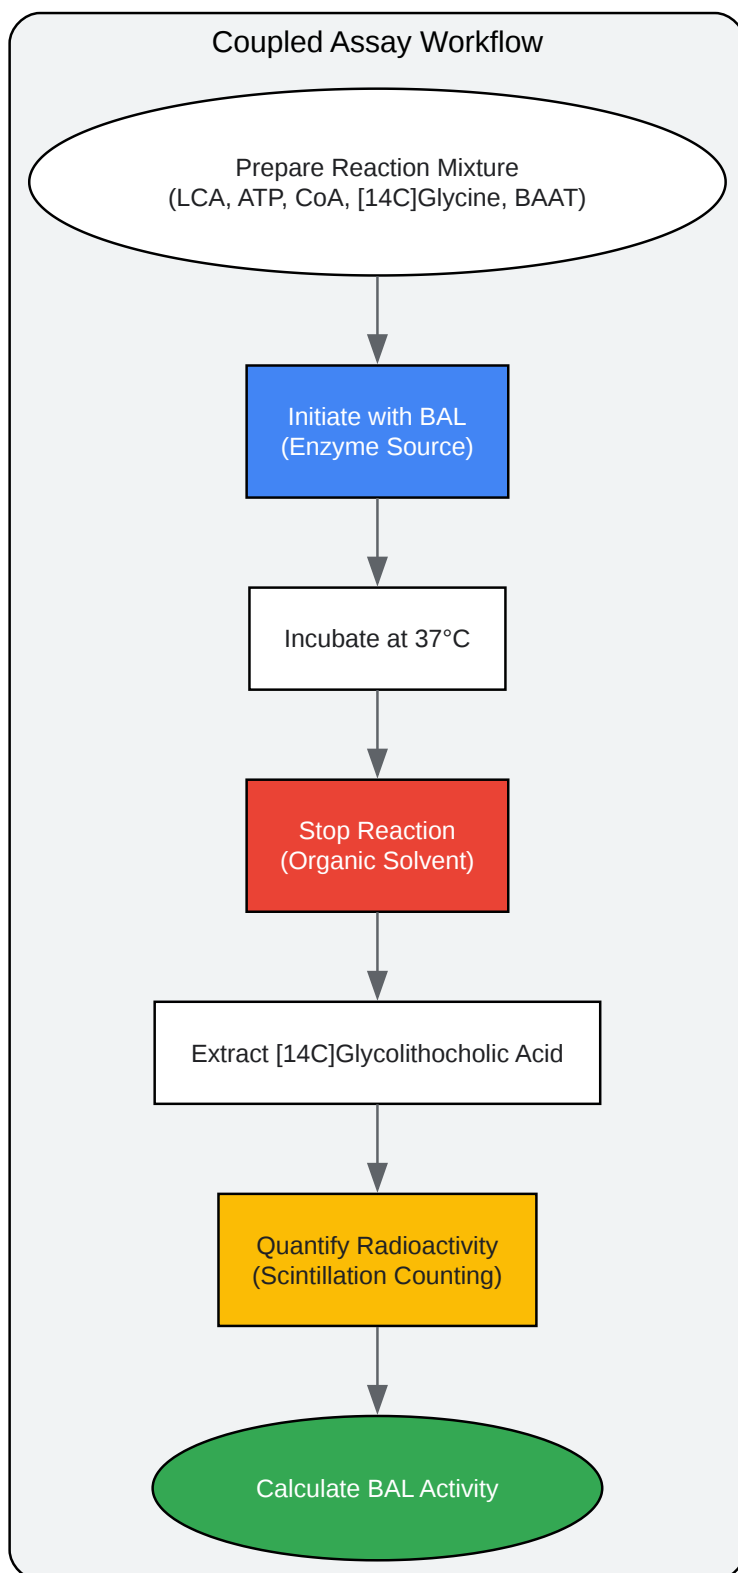 Coupled Assay Workflow
Prepare Reaction Mixture
(LCA, ATP, CoA, [14C]Glycine, BAAT)
Initiate with BAL
(Enzyme Source)
Incubate at 37°C
Stop Reaction
(Organic Solvent)
Extract [14C]Glycolithocholic Acid
Quantify Radioactivity
(Scintillation Counting)
Calculate BAL Activity